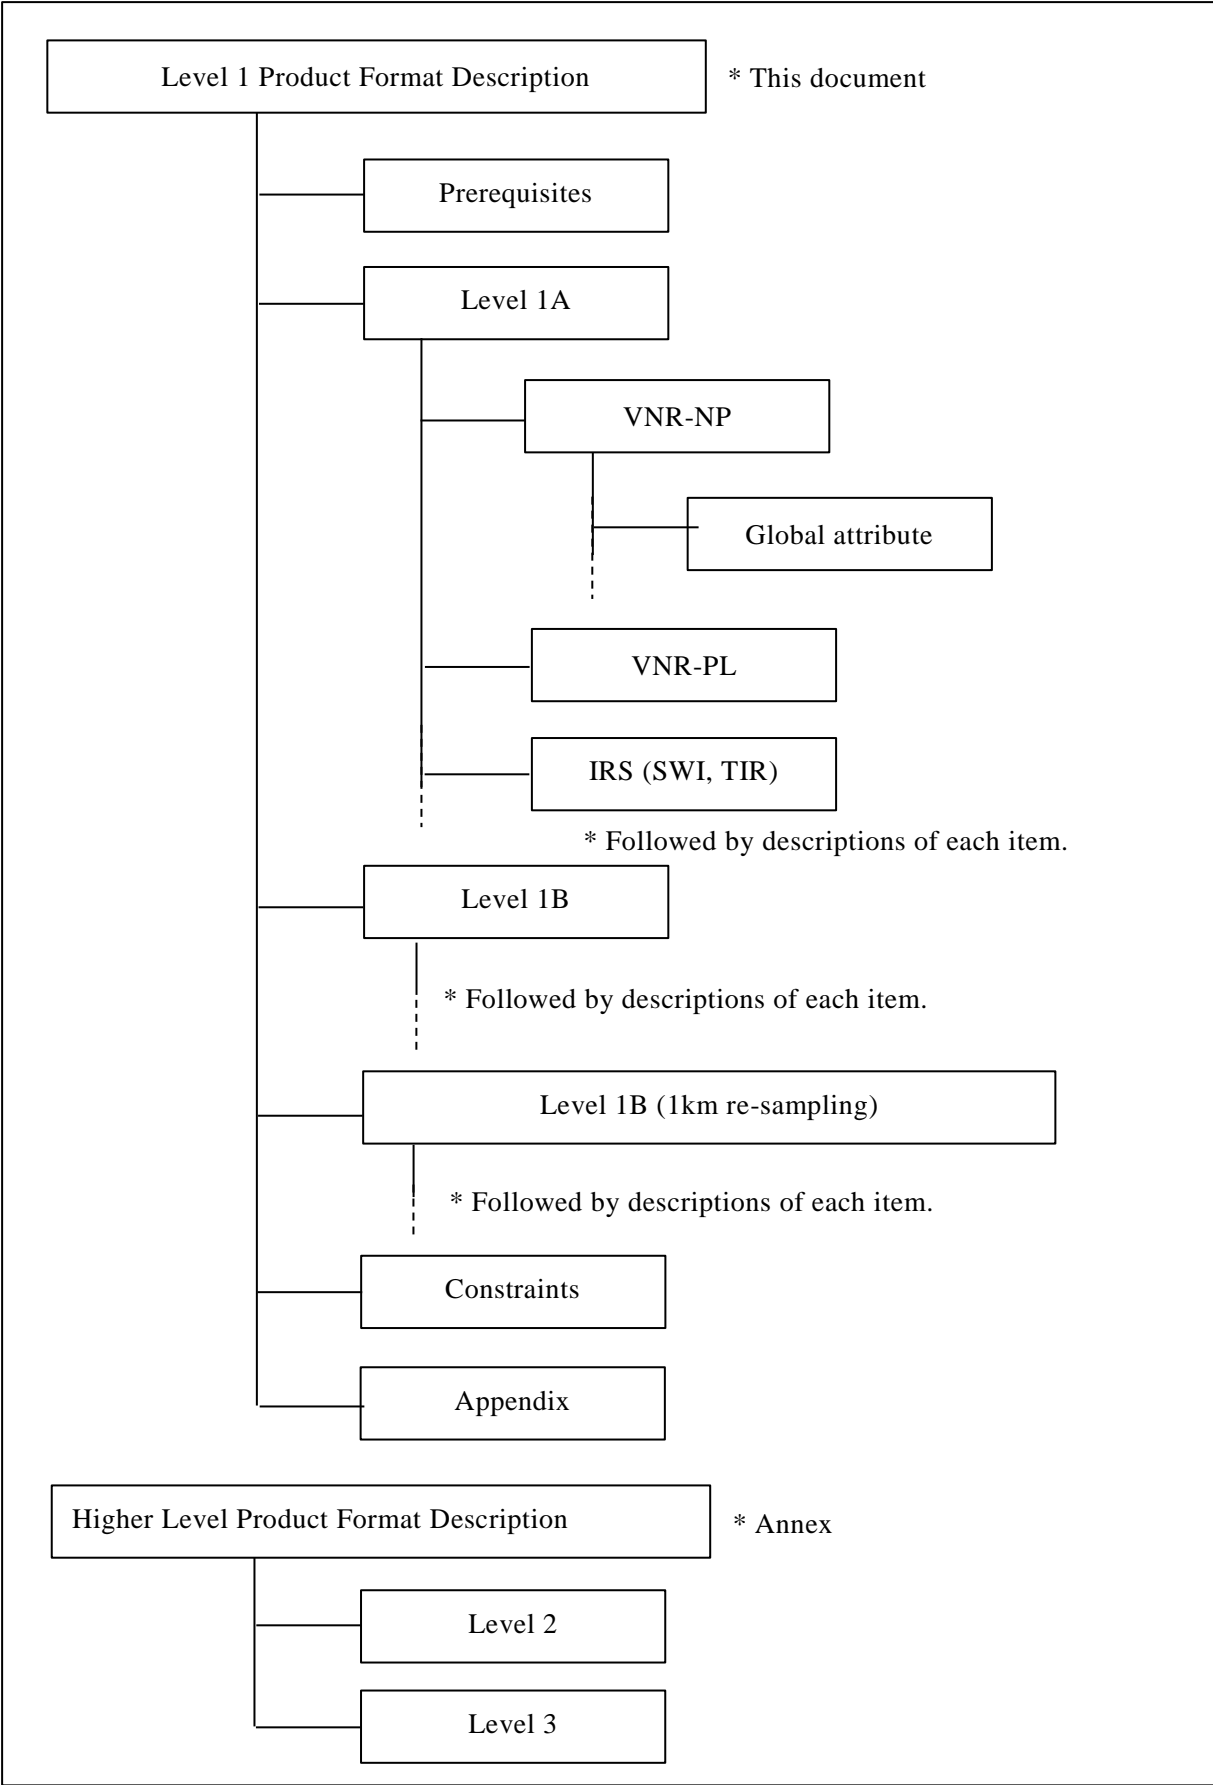 Level 1 Product Format Description
* This document
Prerequisites
Level 1A
VNR-NP
Global attribute
VNR-PL
IRS (SWI, TIR)
* Followed by descriptions of each item.
Level 1B
* Followed by descriptions of each item.
Level 1B (1km re-sampling)
* Followed by descriptions of each item.
Constraints
Appendix
Higher Level Product Format Description
* Annex
Level 2
Level 3